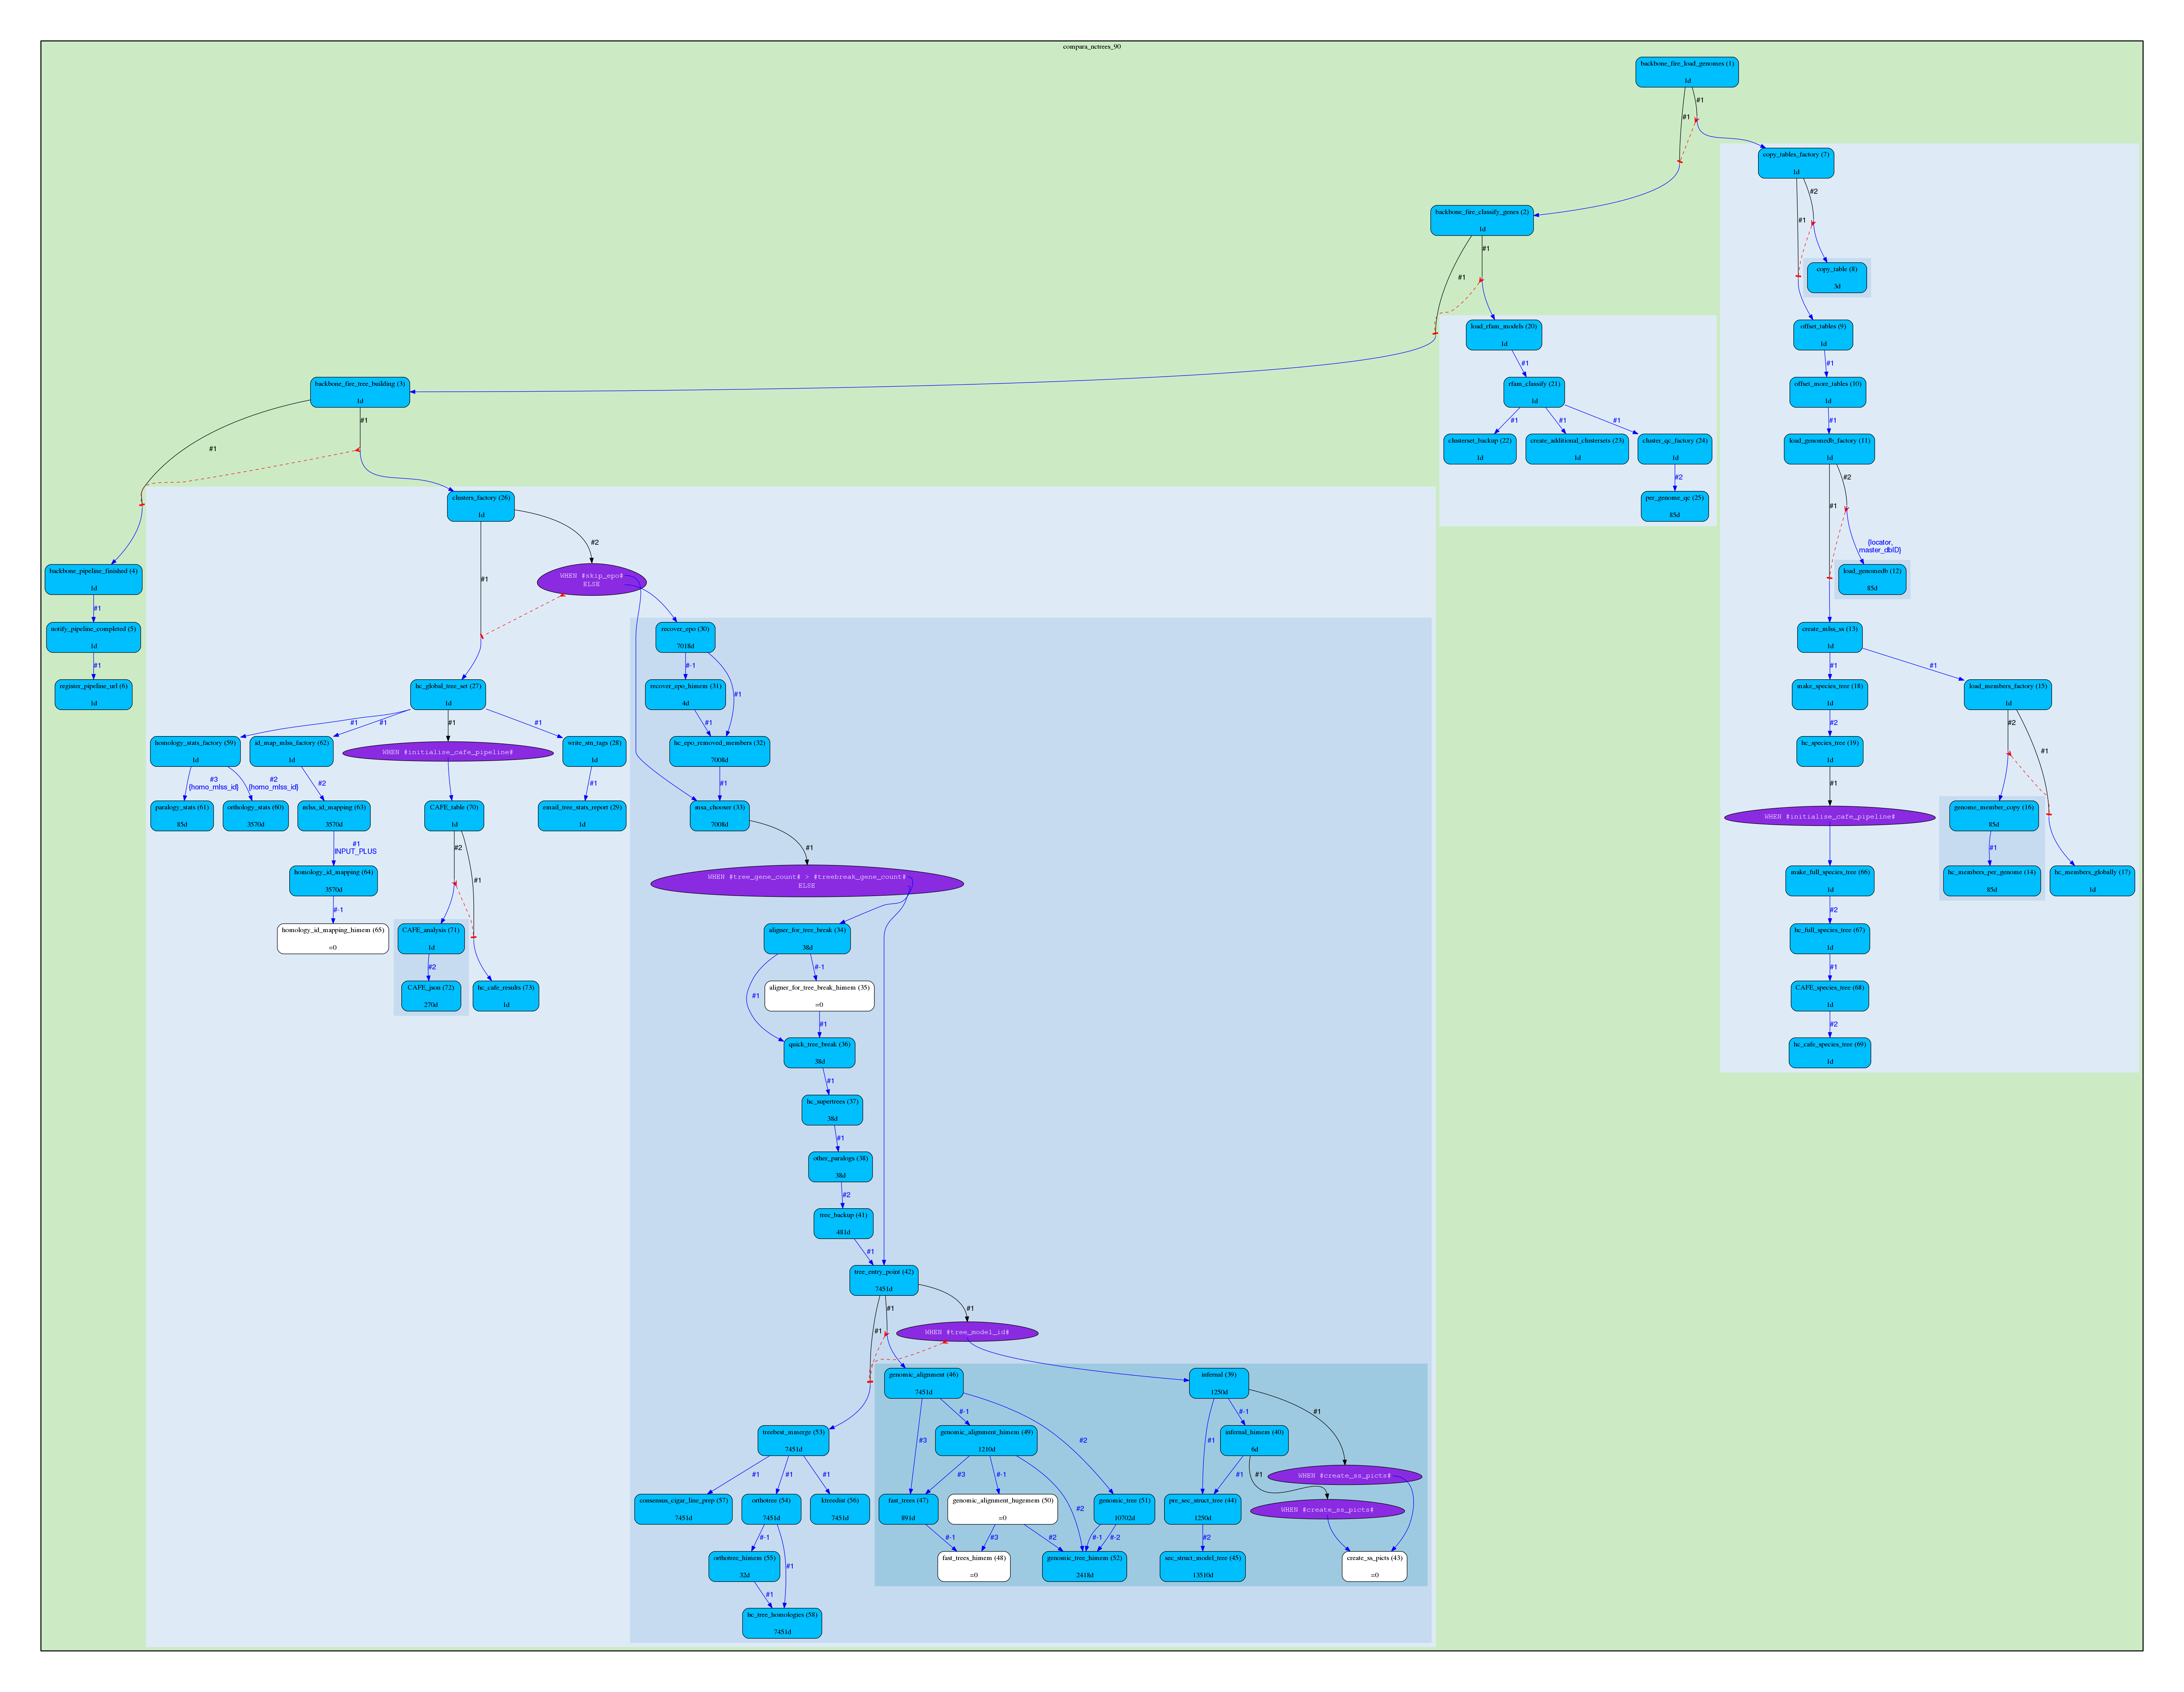 compara_nctrees_90
backbone_fire_load_genomes (1)
1d
#1
#1
copy_tables_factory (7)
1d
#2
#1
backbone_fire_classify_genes (2)
1d
#1
#1
copy_table (8)
3d
load_rfam_models (20)
1d
#1
offset_tables (9)
1d
#1
backbone_fire_tree_building (3)
1d
#1
#1
rfam_classify (21)
1d
#1
#1
#1
offset_more_tables (10)
1d
#1
clusterset_backup (22)
1d
create_additional_clustersets (23)
1d
cluster_qc_factory (24)
1d
#2
load_genomedb_factory (11)
1d
#2
#1
clusters_factory (26)
1d
#2
#1
per_genome_qc (25)
85d
{locator,
master_dbID}
backbone_pipeline_finished (4)
1d
#1
WHEN #skip_epo#
ELSE
load_genomedb (12)
85d
notify_pipeline_completed (5)
1d
#1
recover_epo (30)
7018d
#-1
#1
create_mlss_ss (13)
1d
#1
#1
register_pipeline_url (6)
1d
hc_global_tree_set (27)
1d
#1
#1
#1
#1
recover_epo_himem (31)
4d
#1
make_species_tree (18)
1d
#2
load_members_factory (15)
1d
#2
#1
homology_stats_factory (59)
1d
#3
{homo_mlss_id}
#2
{homo_mlss_id}
id_map_mlss_factory (62)
1d
#2
WHEN #initialise_cafe_pipeline#
write_stn_tags (28)
1d
#1
hc_epo_removed_members (32)
7008d
#1
hc_species_tree (19)
1d
#1
paralogy_stats (61)
85d
orthology_stats (60)
3570d
mlss_id_mapping (63)
3570d
#1
INPUT_PLUS
CAFE_table (70)
1d
#2
#1
email_tree_stats_report (29)
1d
msa_chooser (33)
7008d
#1
WHEN #initialise_cafe_pipeline#
genome_member_copy (16)
85d
#1
homology_id_mapping (64)
3570d
#-1
WHEN #tree_gene_count# > #treebreak_gene_count#
ELSE
make_full_species_tree (66)
1d
#2
hc_members_per_genome (14)
85d
hc_members_globally (17)
1d
homology_id_mapping_himem (65)
=0
CAFE_analysis (71)
1d
#2
aligner_for_tree_break (34)
38d
#-1
#1
hc_full_species_tree (67)
1d
#1
CAFE_json (72)
270d
hc_cafe_results (73)
1d
aligner_for_tree_break_himem (35)
=0
#1
CAFE_species_tree (68)
1d
#2
quick_tree_break (36)
38d
#1
hc_cafe_species_tree (69)
1d
hc_supertrees (37)
38d
#1
other_paralogs (38)
38d
#2
tree_backup (41)
481d
#1
tree_entry_point (42)
7451d
#1
#1
#1
WHEN #tree_model_id#
genomic_alignment (46)
7451d
#-1
#3
#2
infernal (39)
1250d
#-1
#1
#1
treebest_mmerge (53)
7451d
#1
#1
#1
genomic_alignment_himem (49)
1210d
#3
#-1
#2
infernal_himem (40)
6d
#1
#1
WHEN #create_ss_picts#
consensus_cigar_line_prep (57)
7451d
orthotree (54)
7451d
#-1
#1
ktreedist (56)
7451d
fast_trees (47)
891d
#-1
genomic_alignment_hugemem (50)
=0
#3
#2
genomic_tree (51)
10702d
#-1
#-2
pre_sec_struct_tree (44)
1250d
#2
WHEN #create_ss_picts#
orthotree_himem (55)
32d
#1
fast_trees_himem (48)
=0
genomic_tree_himem (52)
2418d
sec_struct_model_tree (45)
13510d
create_ss_picts (43)
=0
hc_tree_homologies (58)
7451d